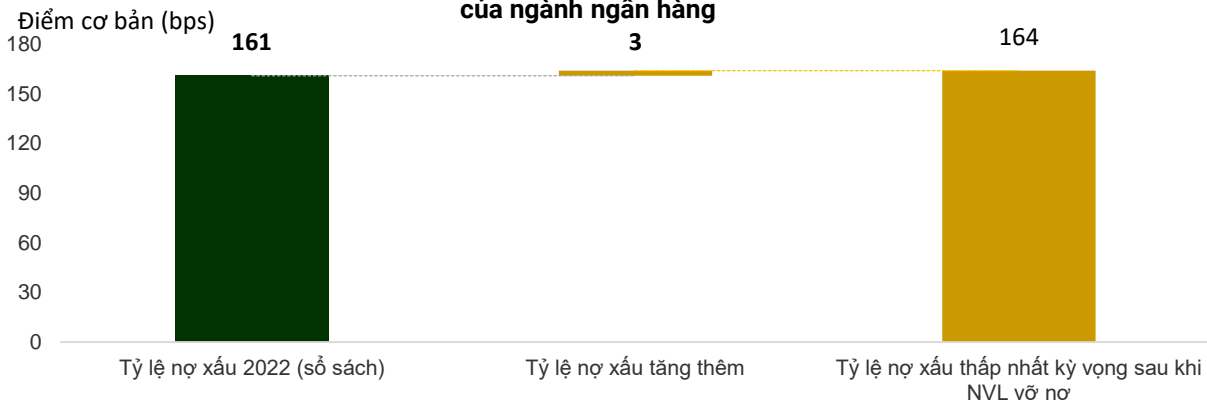 của ngành ngân hàng
Điểm cơ bản (bps)
180
161
3
164
150
120
90
60
30
0
Tỷ lệ nợ xấu 2022 (sổ sách)
Tỷ lệ nợ xấu tăng thêm
Tỷ lệ nợ xấu thấp nhất kỳ vọng sau khi
NVL vỡ nợ